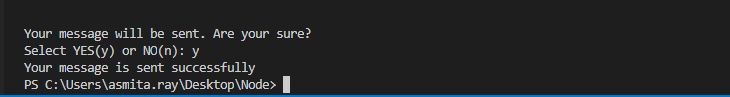 Your message will be sent. Are your sure?
Select YES(y) or NO(n): y
Your message is sent successfully
PS C:\Users\asmita.ray\Desktop\Node>